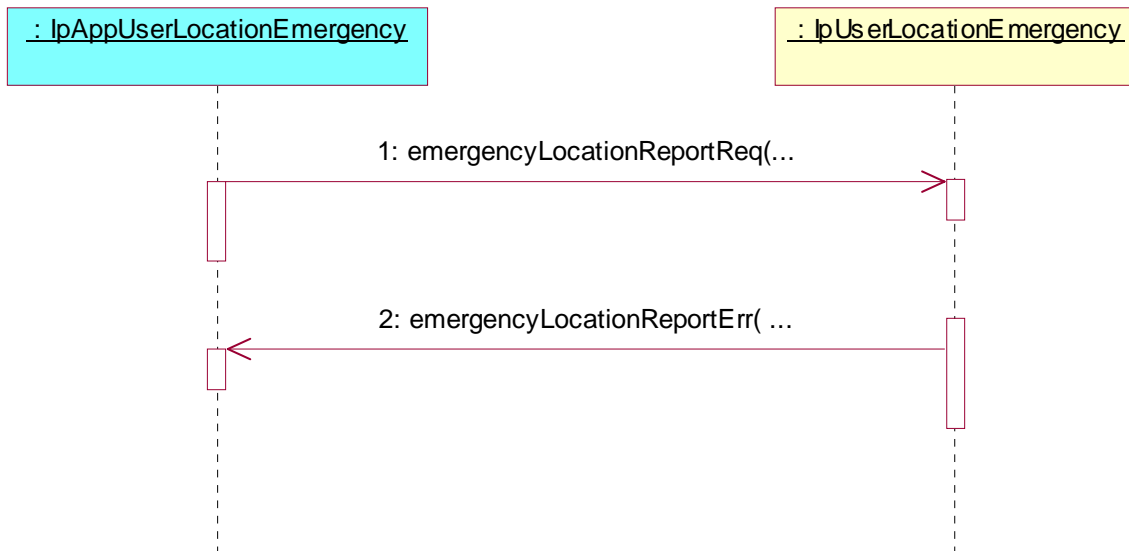 : IpAppUserLocationEmergency
: IpUserLocationEmergency
1: emergencyLocationReportReq(...
2: emergencyLocationReportErr( ...